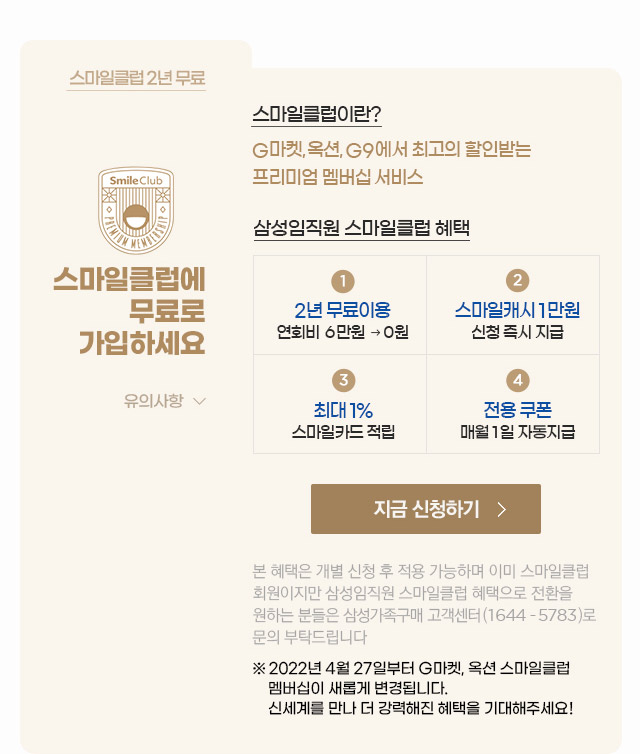 스마일클럽 2년 무료
Smile Club
PREMIUM MEMBERSHIP
스마일클럽에
무료로
가입하세요
유의사항
스마일클럽이란?
G마켓, 옥션, G9에서 최고의 할인받는
프리미엄 멤버십 서비스
삼성임직원 스마일클럽 혜택
1
2년 무료이용
연회비 6만원 → 0원
2
스마일캐시 1만원
신청 즉시 지급
3
최대 1%
스마일카드 적립
4
전용 쿠폰
매월 1일 자동지급
지금 신청하기
본 혜택은 개별 신청 후 적용 가능하며 이미 스마일클럽
회원이지만 삼성임직원 스마일클럽 혜택으로 전환을
원하는 분들은 삼성가족구매 고객센터(1644 - 5783)로
문의 부탁드립니다
※ 2022년 4월 27일부터 G마켓, 옥션 스마일클럽
멤버십이 새롭게 변경됩니다.
신세계를 만나 더 강력해진 혜택을 기대해주세요!